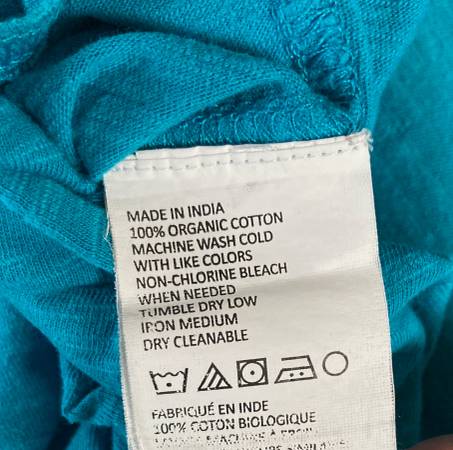 MADE IN INDIA
100% ORGANIC COTTON
MACHINE WASH COLD
WITH LIKE COLORS
NON-CHLORINE BLEACH
WHEN NEEDED
TUMBLE DRY LOW
IRON MEDIUM
DRY CLEANABLE
FABRIQUÉ EN INDE
100% COTON BIOLOGIQUE
MACHINE À